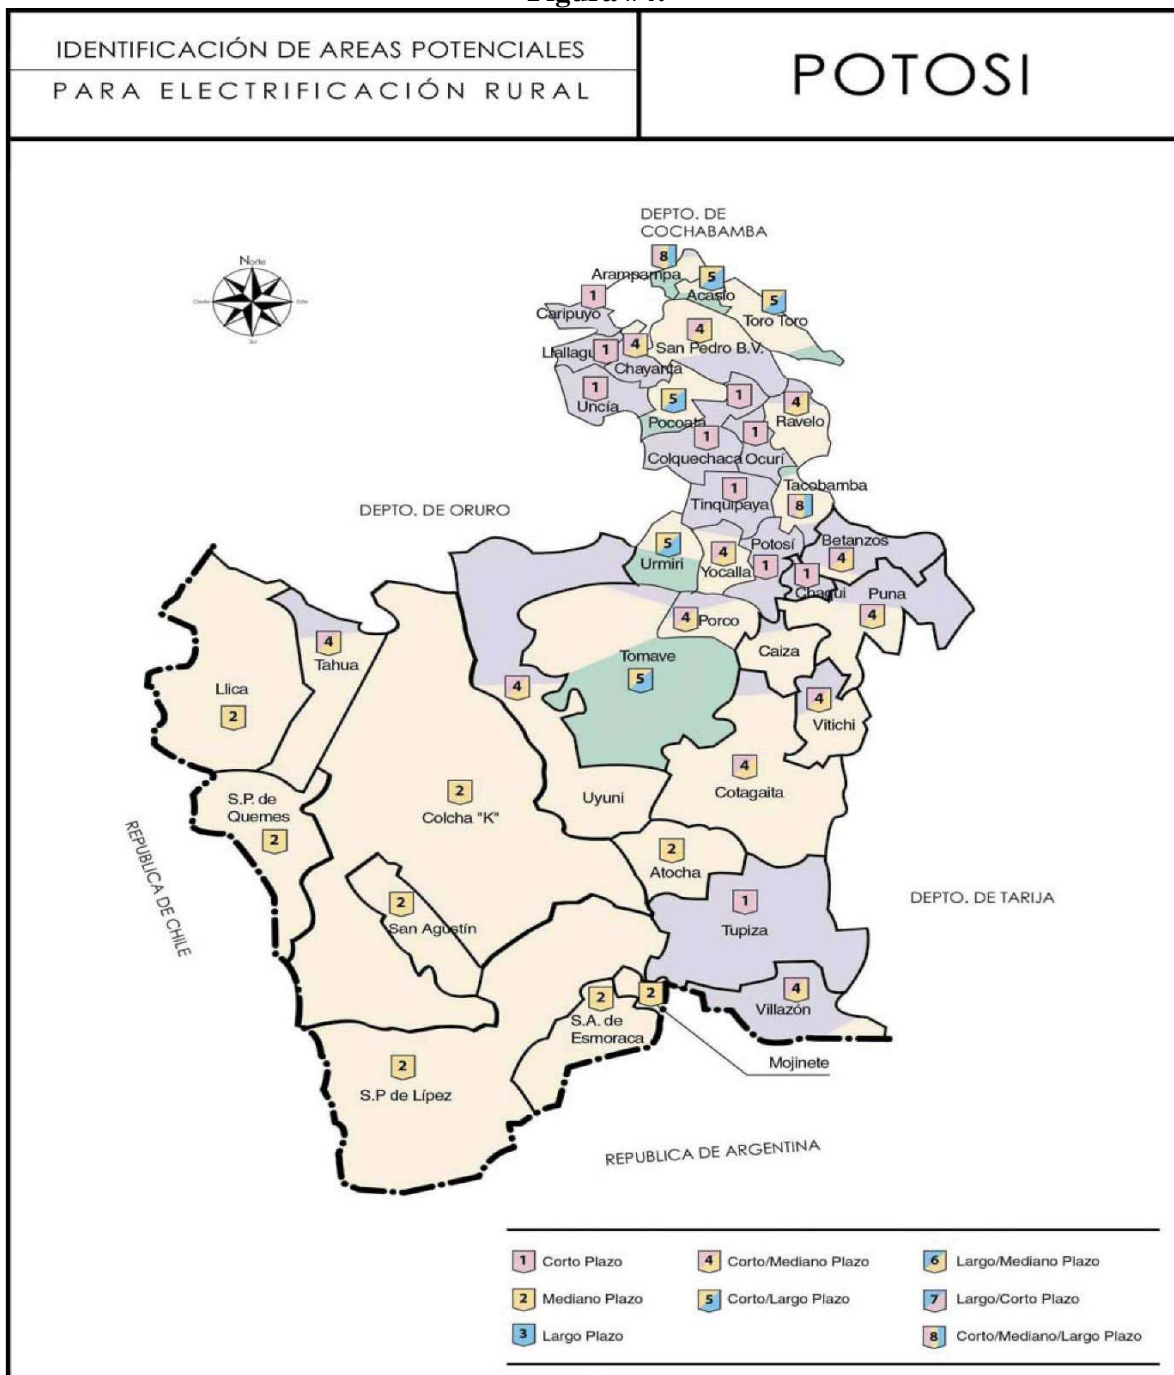 IDENTIFICACIÓN DE AREAS POTENCIALES
PARA ELECTRIFICACIÓN RURAL
POTOSI
DEPTO. DE
COCHABAMBA
Norte
Sur
8
Arampampa
5
Acasio
5
Toro Toro
1
Caripuyo
4
San Pedro B.V.
Llallagu
1
4
Chayanta
1
Uncía
5
Pocoata
1
4
Ravelo
1
Colquechaca
1
Ocurí
1
Tinquipaya
Tacobamba
8
DEPTO. DE ORURO
5
Urmiri
4
Yocalla
Potosí
1
Betanzos
4
1
Chaqui
Puna
4
4
Porco
Caiza
4
Tahua
Tomave
5
4
Llica
2
4
Vitichi
4
Cotagaita
2
Colcha "K"
Uyuni
S.P. de
Quemes
2
2
Atocha
REPUBLICA DE CHILE
2
San Agustín
1
Tupiza
DEPTO. DE TARIJA
2
S.A. de
Esmoraca
2
4
Villazón
Mojinete
2
S.P de Lípez
REPUBLICA DE ARGENTINA
1 Corto Plazo
2 Mediano Plazo
3 Largo Plazo
4 Corto/Mediano Plazo
5 Corto/Largo Plazo
6 Largo/Mediano Plazo
7 Largo/Corto Plazo
8 Corto/Mediano/Largo Plazo